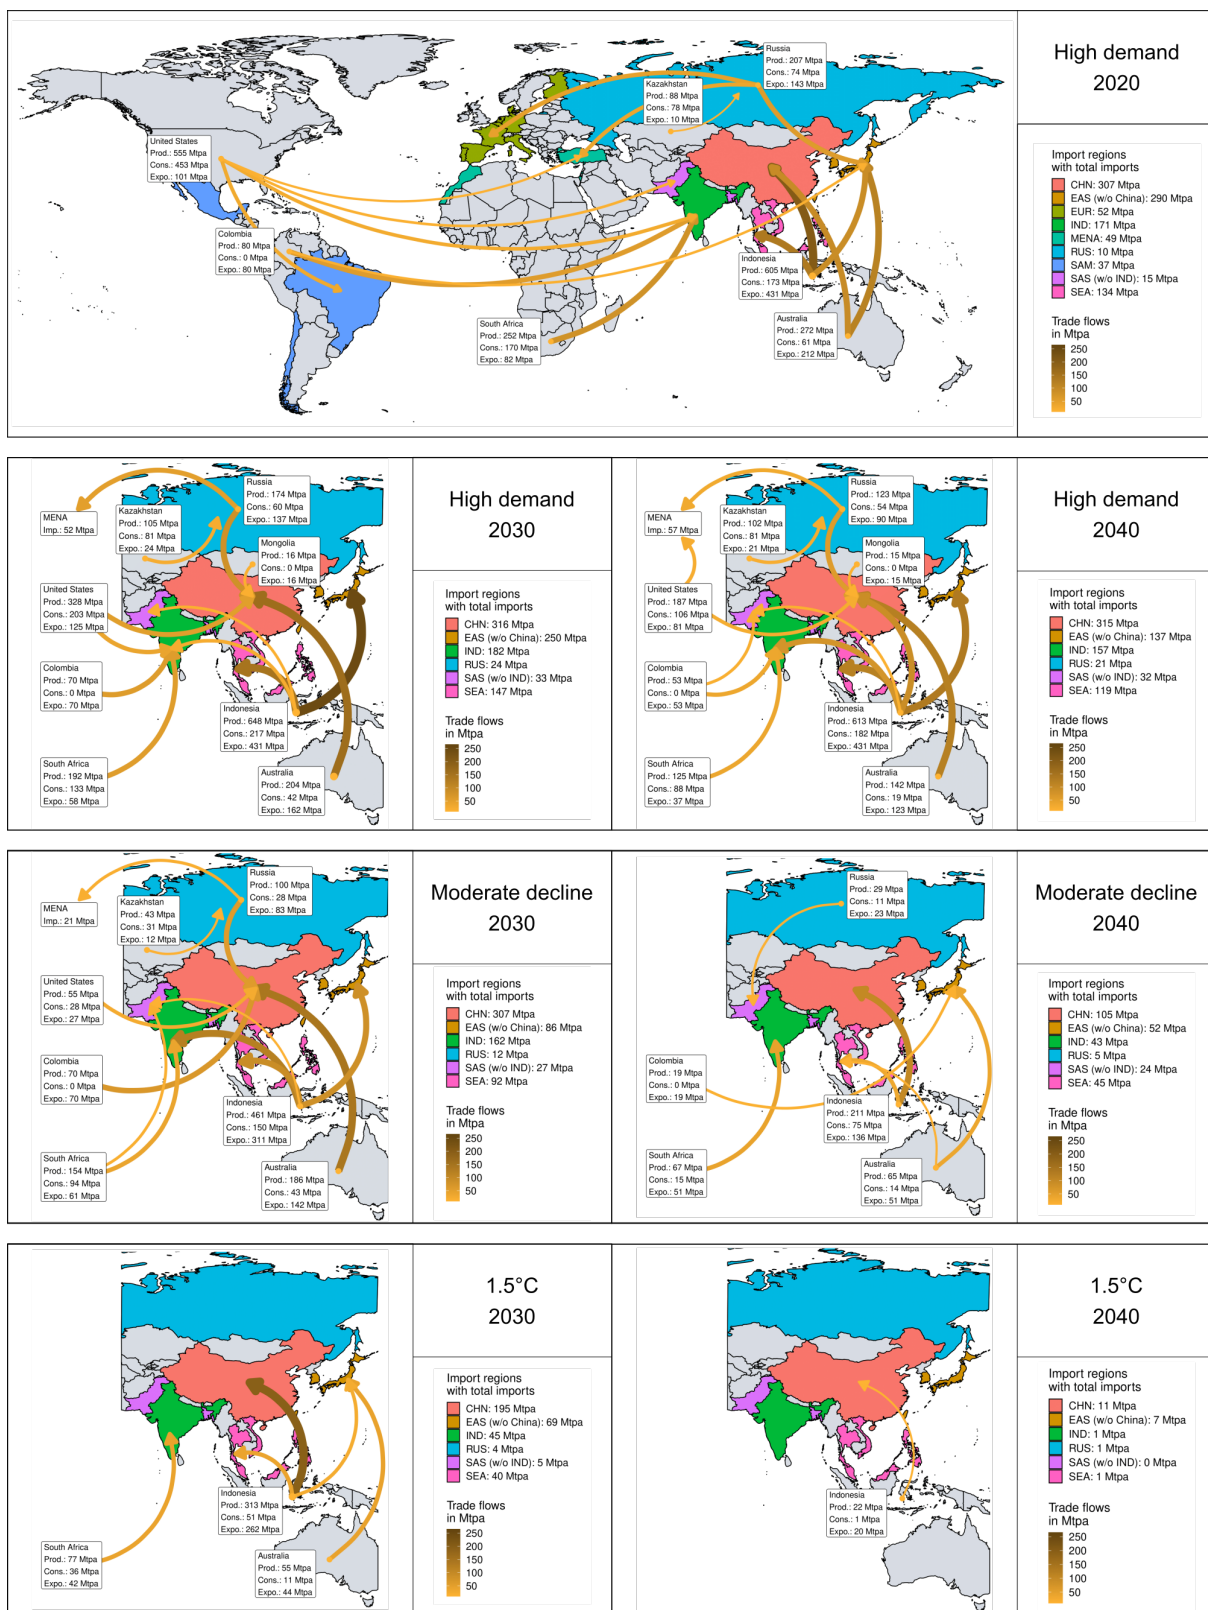 High demand
2020
Russia
Prod.: 207 Mtpa
Cons.: 74 Mtpa
Expo.: 143 Mtpa
Kazakhstan
Prod.: 88 Mtpa
Cons.: 78 Mtpa
Expo.: 10 Mtpa
United States
Prod.: 555 Mtpa
Cons.: 453 Mtpa
Expo.: 101 Mtpa
Colombia
Prod.: 80 Mtpa
Cons.: 0 Mtpa
Expo.: 80 Mtpa
Indonesia
Prod.: 605 Mtpa
Cons.: 173 Mtpa
Expo.: 431 Mtpa
South Africa
Prod.: 252 Mtpa
Cons.: 170 Mtpa
Expo.: 82 Mtpa
Australia
Prod.: 272 Mtpa
Cons.: 61 Mtpa
Expo.: 212 Mtpa
Import regions
with total imports
CHN: 307 Mtpa
EAS (w/o China): 290 Mtpa
EUR: 52 Mtpa
IND: 171 Mtpa
MENA: 49 Mtpa
RUS: 10 Mtpa
SAM: 37 Mtpa
SAS (w/o IND): 15 Mtpa
SEA: 134 Mtpa
Trade flows
in Mtpa
250
200
150
100
50
Russia
Prod.: 174 Mtpa
Cons.: 60 Mtpa
Expo.: 137 Mtpa
MENA
Imp.: 52 Mtpa
Kazakhstan
Prod.: 105 Mtpa
Cons.: 81 Mtpa
Expo.: 24 Mtpa
Mongolia
Prod.: 16 Mtpa
Cons.: 0 Mtpa
Expo.: 16 Mtpa
United States
Prod.: 328 Mtpa
Cons.: 203 Mtpa
Expo.: 125 Mtpa
Colombia
Prod.: 70 Mtpa
Cons.: 0 Mtpa
Expo.: 70 Mtpa
Indonesia
Prod.: 648 Mtpa
Cons.: 217 Mtpa
Expo.: 431 Mtpa
South Africa
Prod.: 192 Mtpa
Cons.: 133 Mtpa
Expo.: 58 Mtpa
Australia
Prod.: 204 Mtpa
Cons.: 42 Mtpa
Expo.: 162 Mtpa
High demand
2030
Import regions
with total imports
CHN: 316 Mtpa
EAS (w/o China): 250 Mtpa
IND: 182 Mtpa
RUS: 24 Mtpa
SAS (w/o IND): 33 Mtpa
SEA: 147 Mtpa
Trade flows
in Mtpa
250
200
150
100
50
Russia
Prod.: 123 Mtpa
Cons.: 54 Mtpa
Expo.: 90 Mtpa
MENA
Imp.: 57 Mtpa
Kazakhstan
Prod.: 102 Mtpa
Cons.: 81 Mtpa
Expo.: 21 Mtpa
Mongolia
Prod.: 15 Mtpa
Cons.: 0 Mtpa
Expo.: 15 Mtpa
United States
Prod.: 187 Mtpa
Cons.: 106 Mtpa
Expo.: 81 Mtpa
Colombia
Prod.: 53 Mtpa
Cons.: 0 Mtpa
Expo.: 53 Mtpa
Indonesia
Prod.: 613 Mtpa
Cons.: 182 Mtpa
Expo.: 431 Mtpa
South Africa
Prod.: 125 Mtpa
Cons.: 88 Mtpa
Expo.: 37 Mtpa
Australia
Prod.: 142 Mtpa
Cons.: 19 Mtpa
Expo.: 123 Mtpa
High demand
2040
Import regions
with total imports
CHN: 315 Mtpa
EAS (w/o China): 137 Mtpa
IND: 157 Mtpa
RUS: 21 Mtpa
SAS (w/o IND): 32 Mtpa
SEA: 119 Mtpa
Trade flows
in Mtpa
250
200
150
100
50
Russia
Prod.: 100 Mtpa
Cons.: 28 Mtpa
Expo.: 83 Mtpa
MENA
Imp.: 21 Mtpa
Kazakhstan
Prod.: 43 Mtpa
Cons.: 31 Mtpa
Expo.: 12 Mtpa
United States
Prod.: 55 Mtpa
Cons.: 28 Mtpa
Expo.: 27 Mtpa
Colombia
Prod.: 70 Mtpa
Cons.: 0 Mtpa
Expo.: 70 Mtpa
Indonesia
Prod.: 461 Mtpa
Cons.: 150 Mtpa
Expo.: 311 Mtpa
South Africa
Prod.: 154 Mtpa
Cons.: 94 Mtpa
Expo.: 61 Mtpa
Australia
Prod.: 186 Mtpa
Cons.: 43 Mtpa
Expo.: 142 Mtpa
Moderate decline
2030
Import regions
with total imports
CHN: 307 Mtpa
EAS (w/o China): 86 Mtpa
IND: 162 Mtpa
RUS: 12 Mtpa
SAS (w/o IND): 27 Mtpa
SEA: 92 Mtpa
Trade flows
in Mtpa
250
200
150
100
50
Russia
Prod.: 29 Mtpa
Cons.: 11 Mtpa
Expo.: 23 Mtpa
Colombia
Prod.: 19 Mtpa
Cons.: 0 Mtpa
Expo.: 19 Mtpa
Indonesia
Prod.: 211 Mtpa
Cons.: 75 Mtpa
Expo.: 136 Mtpa
South Africa
Prod.: 67 Mtpa
Cons.: 15 Mtpa
Expo.: 51 Mtpa
Australia
Prod.: 65 Mtpa
Cons.: 14 Mtpa
Expo.: 51 Mtpa
Moderate decline
2040
Import regions
with total imports
CHN: 105 Mtpa
EAS (w/o China): 52 Mtpa
IND: 43 Mtpa
RUS: 5 Mtpa
SAS (w/o IND): 24 Mtpa
SEA: 45 Mtpa
Trade flows
in Mtpa
250
200
150
100
50
Indonesia
Prod.: 313 Mtpa
Cons.: 51 Mtpa
Expo.: 262 Mtpa
South Africa
Prod.: 77 Mtpa
Cons.: 36 Mtpa
Expo.: 42 Mtpa
Australia
Prod.: 55 Mtpa
Cons.: 11 Mtpa
Expo.: 44 Mtpa
1.5°C
2030
Import regions
with total imports
CHN: 195 Mtpa
EAS (w/o China): 69 Mtpa
IND: 45 Mtpa
RUS: 4 Mtpa
SAS (w/o IND): 5 Mtpa
SEA: 40 Mtpa
Trade flows
in Mtpa
250
200
150
100
50
Indonesia
Prod.: 22 Mtpa
Cons.: 1 Mtpa
Expo.: 20 Mtpa
1.5°C
2040
Import regions
with total imports
CHN: 11 Mtpa
EAS (w/o China): 7 Mtpa
IND: 1 Mtpa
RUS: 1 Mtpa
SAS (w/o IND): 0 Mtpa
SEA: 1 Mtpa
Trade flows
in Mtpa
250
200
150
100
50